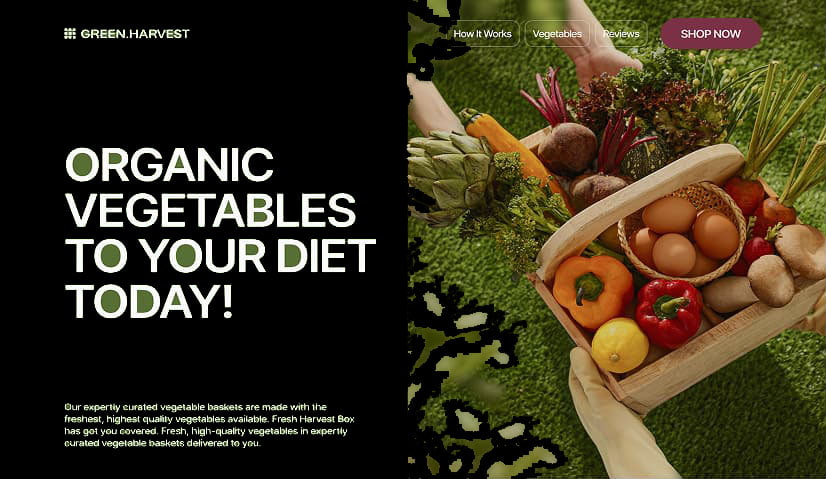 GREEN.HARVEST
How It Works
Vegetables
Reviews
SHOP NOW
ORGANIC
VEGETABLES
TO YOUR DIET
TODAY!
Our expertly curated vegetable baskets are made with the
freshest, highest quality vegetables available. Fresh Harvest Box
has got you covered. Fresh, high-quality vegetables in expertly
curated vegetable baskets delivered to you.